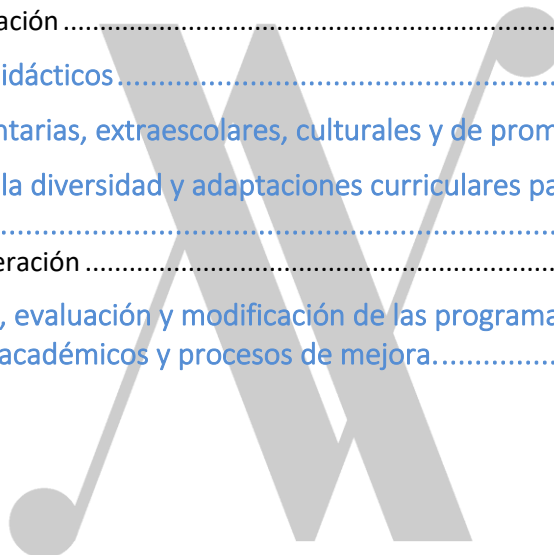 ación ........................................................................
idácticos ................................................................
ntarias, extraescolares, culturales y de prom
la diversidad y adaptaciones curriculares pa
................................................................................
eración .....................................................................
, evaluación y modificación de las programa
académicos y procesos de mejora. ................